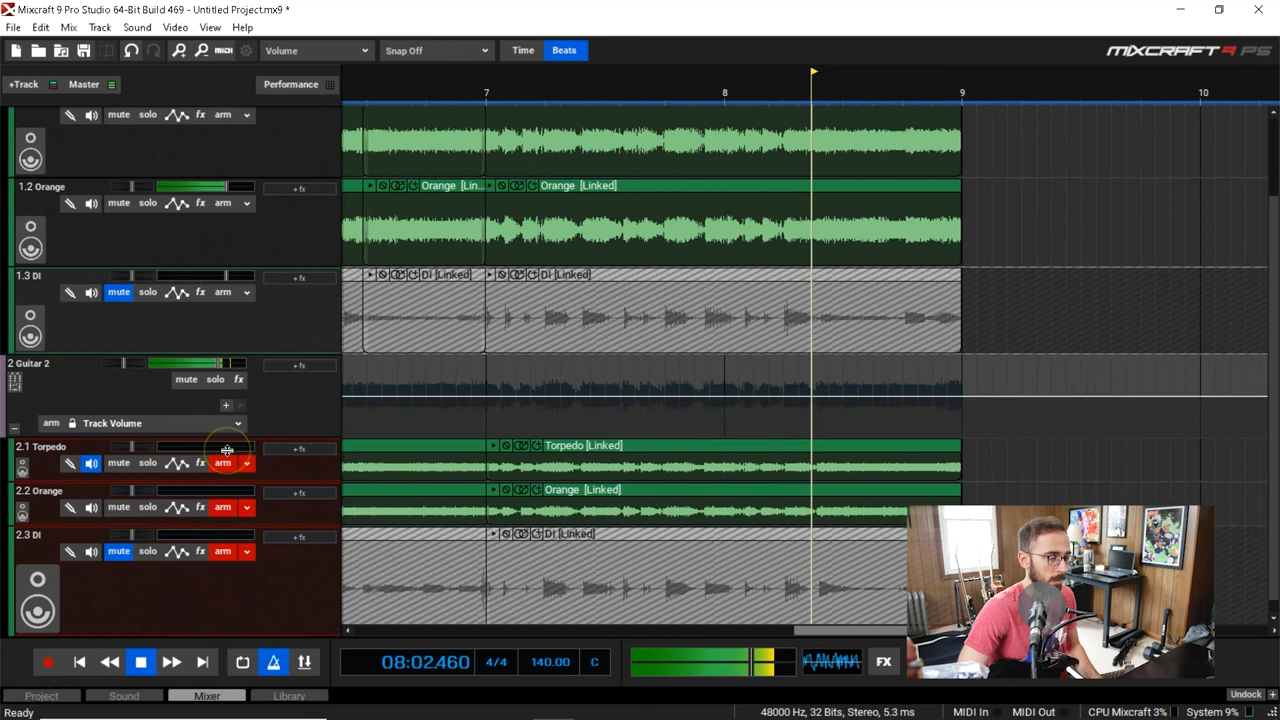 Mixcraft 9 Pro Studio 64-Bit Build 469 - Untitled Project.mx9 *
File Edit Mix Track Sound Video View Help
MIDI Volume Snap Off Time Beats MIXCRAFT 9 PS
+Track Master Performance 7 8 9 10
mute solo fx arm
1.2 Orange +fx Orange [Lin... Orange [Linked]
mute solo fx arm
1.3 DI +fx DI [Linked] DI [Linked]
mute solo fx arm
2 Guitar 2 +fx
mute solo fx
+
arm Track Volume
2.1 Torpedo +fx Torpedo [Linked]
mute solo fx arm
2.2 Orange +fx Orange [Linked]
mute solo fx arm
2.3 DI +fx DI [Linked]
mute solo fx arm
08:02.460 4/4 140.00 C FX
Project Sound Mixer Library Undock +
Ready 48000 Hz, 32 Bits, Stereo, 5.3 ms MIDI In MIDI Out CPU Mixcraft 3% System 9%